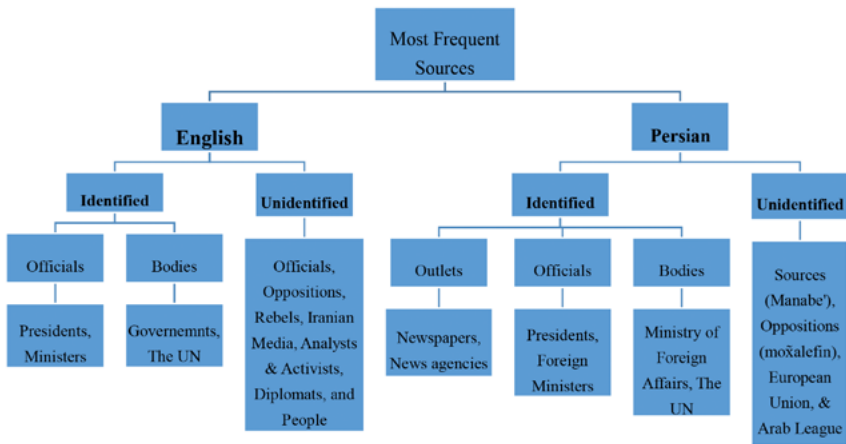 Most Frequent
Sources
English
Persian
Identified
Unidentified
Identified
Unidentified
Officials
Bodies
Officials,
Oppositions,
Rebels, Iranian
Media, Analysts
& Activists,
Diplomats, and
People
Outlets
Officials
Bodies
Sources
(Manabe'),
Oppositions
(mox̃alefin),
European
Union, &
Arab League
Presidents,
Ministers
Governemnts,
The UN
Newspapers,
News agencies
Presidents,
Foreign
Ministers
Ministry of
Foreign
Affairs, The
UN